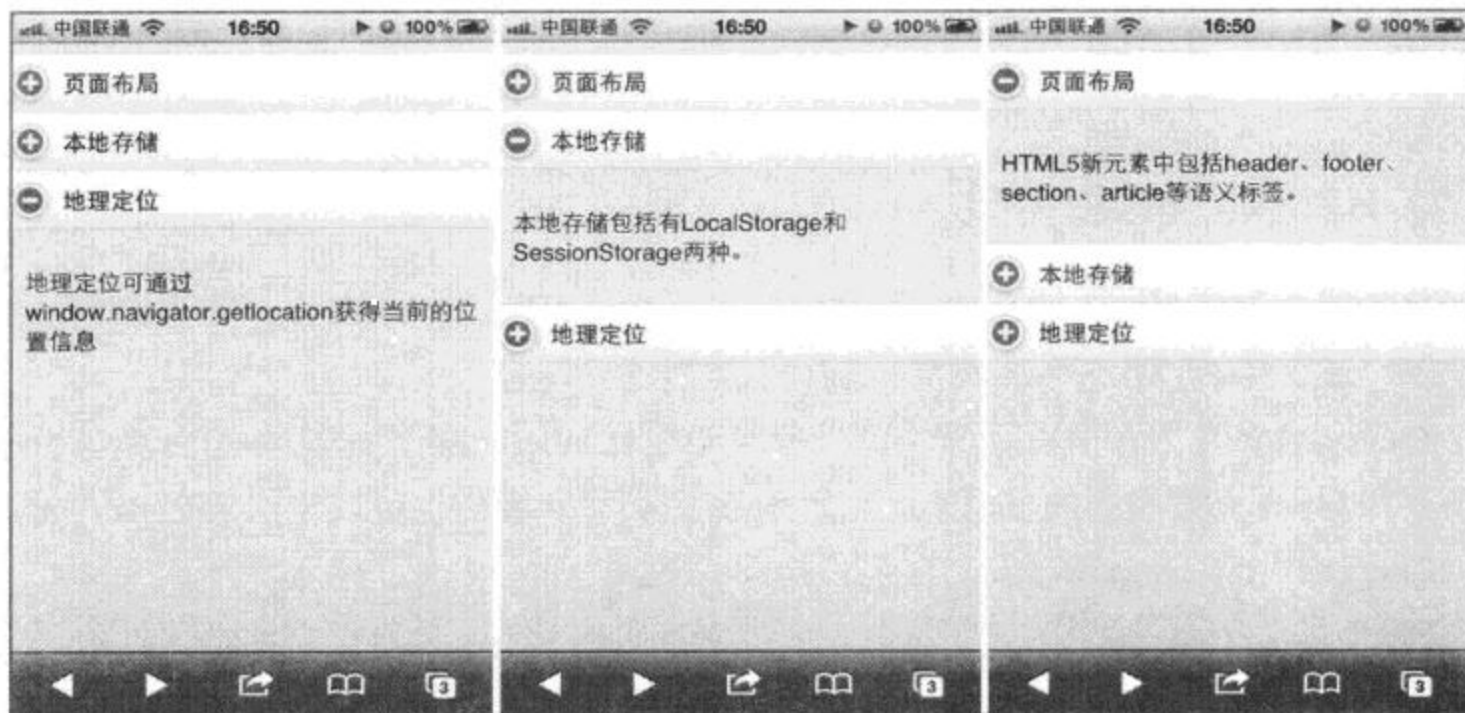 中国联通 16:50 100%
页面布局
本地存储
地理定位
地理定位可通过
window.navigator.getlocation获得当前的位
置信息
3
中国联通 16:50 100%
页面布局
本地存储
本地存储包括有LocalStorage和
SessionStorage两种。
地理定位
3
中国联通 16:50 100%
页面布局
HTML5新元素中包括header、footer、
section、article等语义标签。
本地存储
地理定位
3